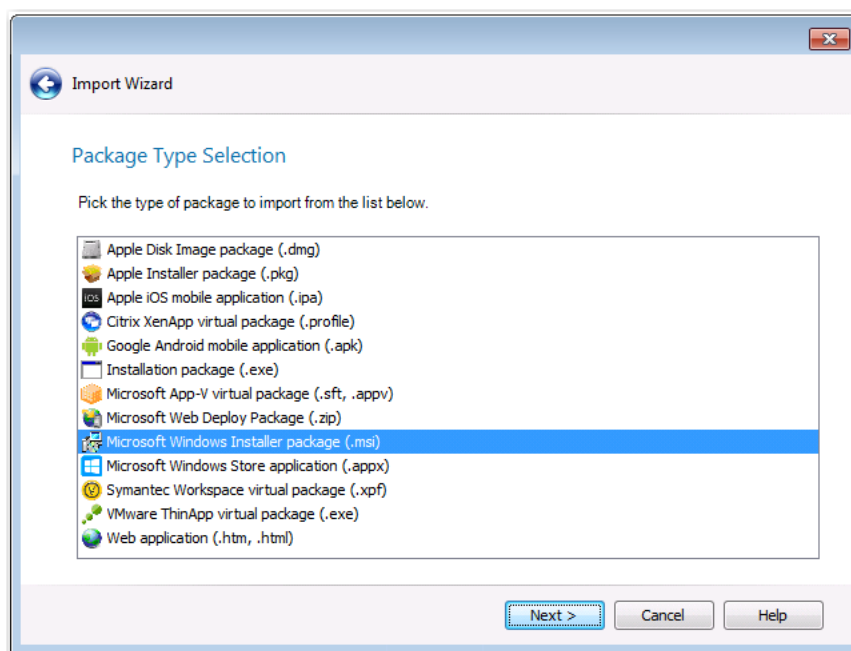 Import Wizard
Package Type Selection
Pick the type of package to import from the list below.
Apple Disk Image package (.dmg)
Apple Installer package (.pkg)
iOS Apple iOS mobile application (.ipa)
Citrix XenApp virtual package (.profile)
Google Android mobile application (.apk)
Installation package (.exe)
Microsoft App-V virtual package (.sft, .appv)
Microsoft Web Deploy Package (.zip)
Microsoft Windows Installer package (.msi)
Microsoft Windows Store application (.appx)
Symantec Workspace virtual package (.xpf)
VMware ThinApp virtual package (.exe)
Web application (.htm, .html)
Next > Cancel Help